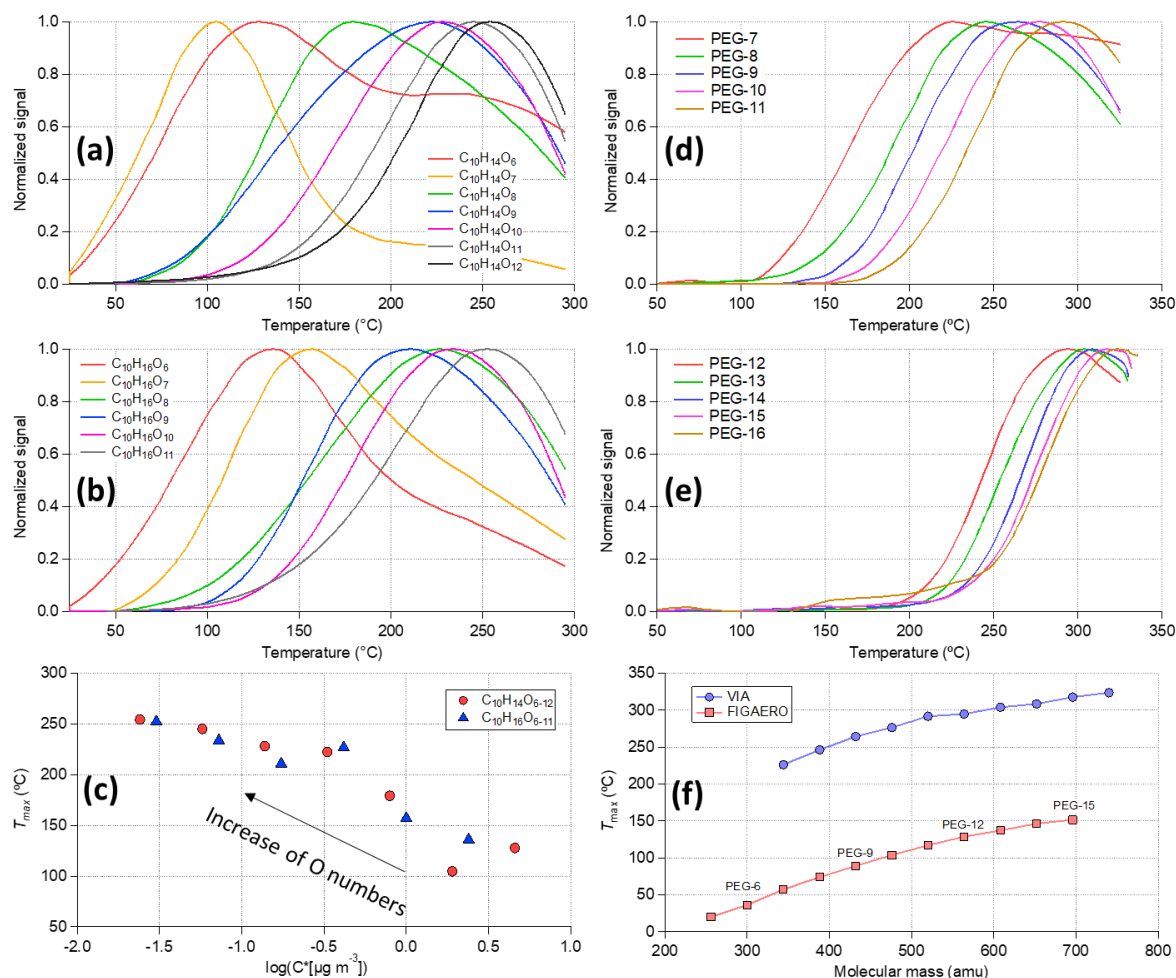 Normalized signal
1.0
0.8
0.6
0.4
0.2
0.0
(a)
C10H14O6
C10H14O7
C10H14O8
C10H14O9
C10H14O10
C10H14O11
C10H14O12
50 100 150 200 250 300
Temperature (°C)
Normalized signal
1.0
0.8
0.6
0.4
0.2
0.0
(d)
PEG-7
PEG-8
PEG-9
PEG-10
PEG-11
50 100 150 200 250 300 350
Temperature (ºC)
Normalized signal
1.0
0.8
0.6
0.4
0.2
0.0
(b)
C10H16O6
C10H16O7
C10H16O8
C10H16O9
C10H16O10
C10H16O11
50 100 150 200 250 300
Temperature (°C)
Normalized signal
1.0
0.8
0.6
0.4
0.2
0.0
(e)
PEG-12
PEG-13
PEG-14
PEG-15
PEG-16
50 100 150 200 250 300 350
Temperature (ºC)
Tmax (ºC)
300
250
200
150
100
50
(c)
C10H14O6-12
C10H16O6-11
Increase of O numbers
-2.0 -1.5 -1.0 -0.5 0.0 0.5 1.0
log(C*[µg m-3)
Tmax (ºC)
350
300
250
200
150
100
50
0
(f)
VIA
FIGAERO
PEG-15
PEG-12
PEG-9
PEG-6
200 300 400 500 600 700 800
Molecular mass (amu)